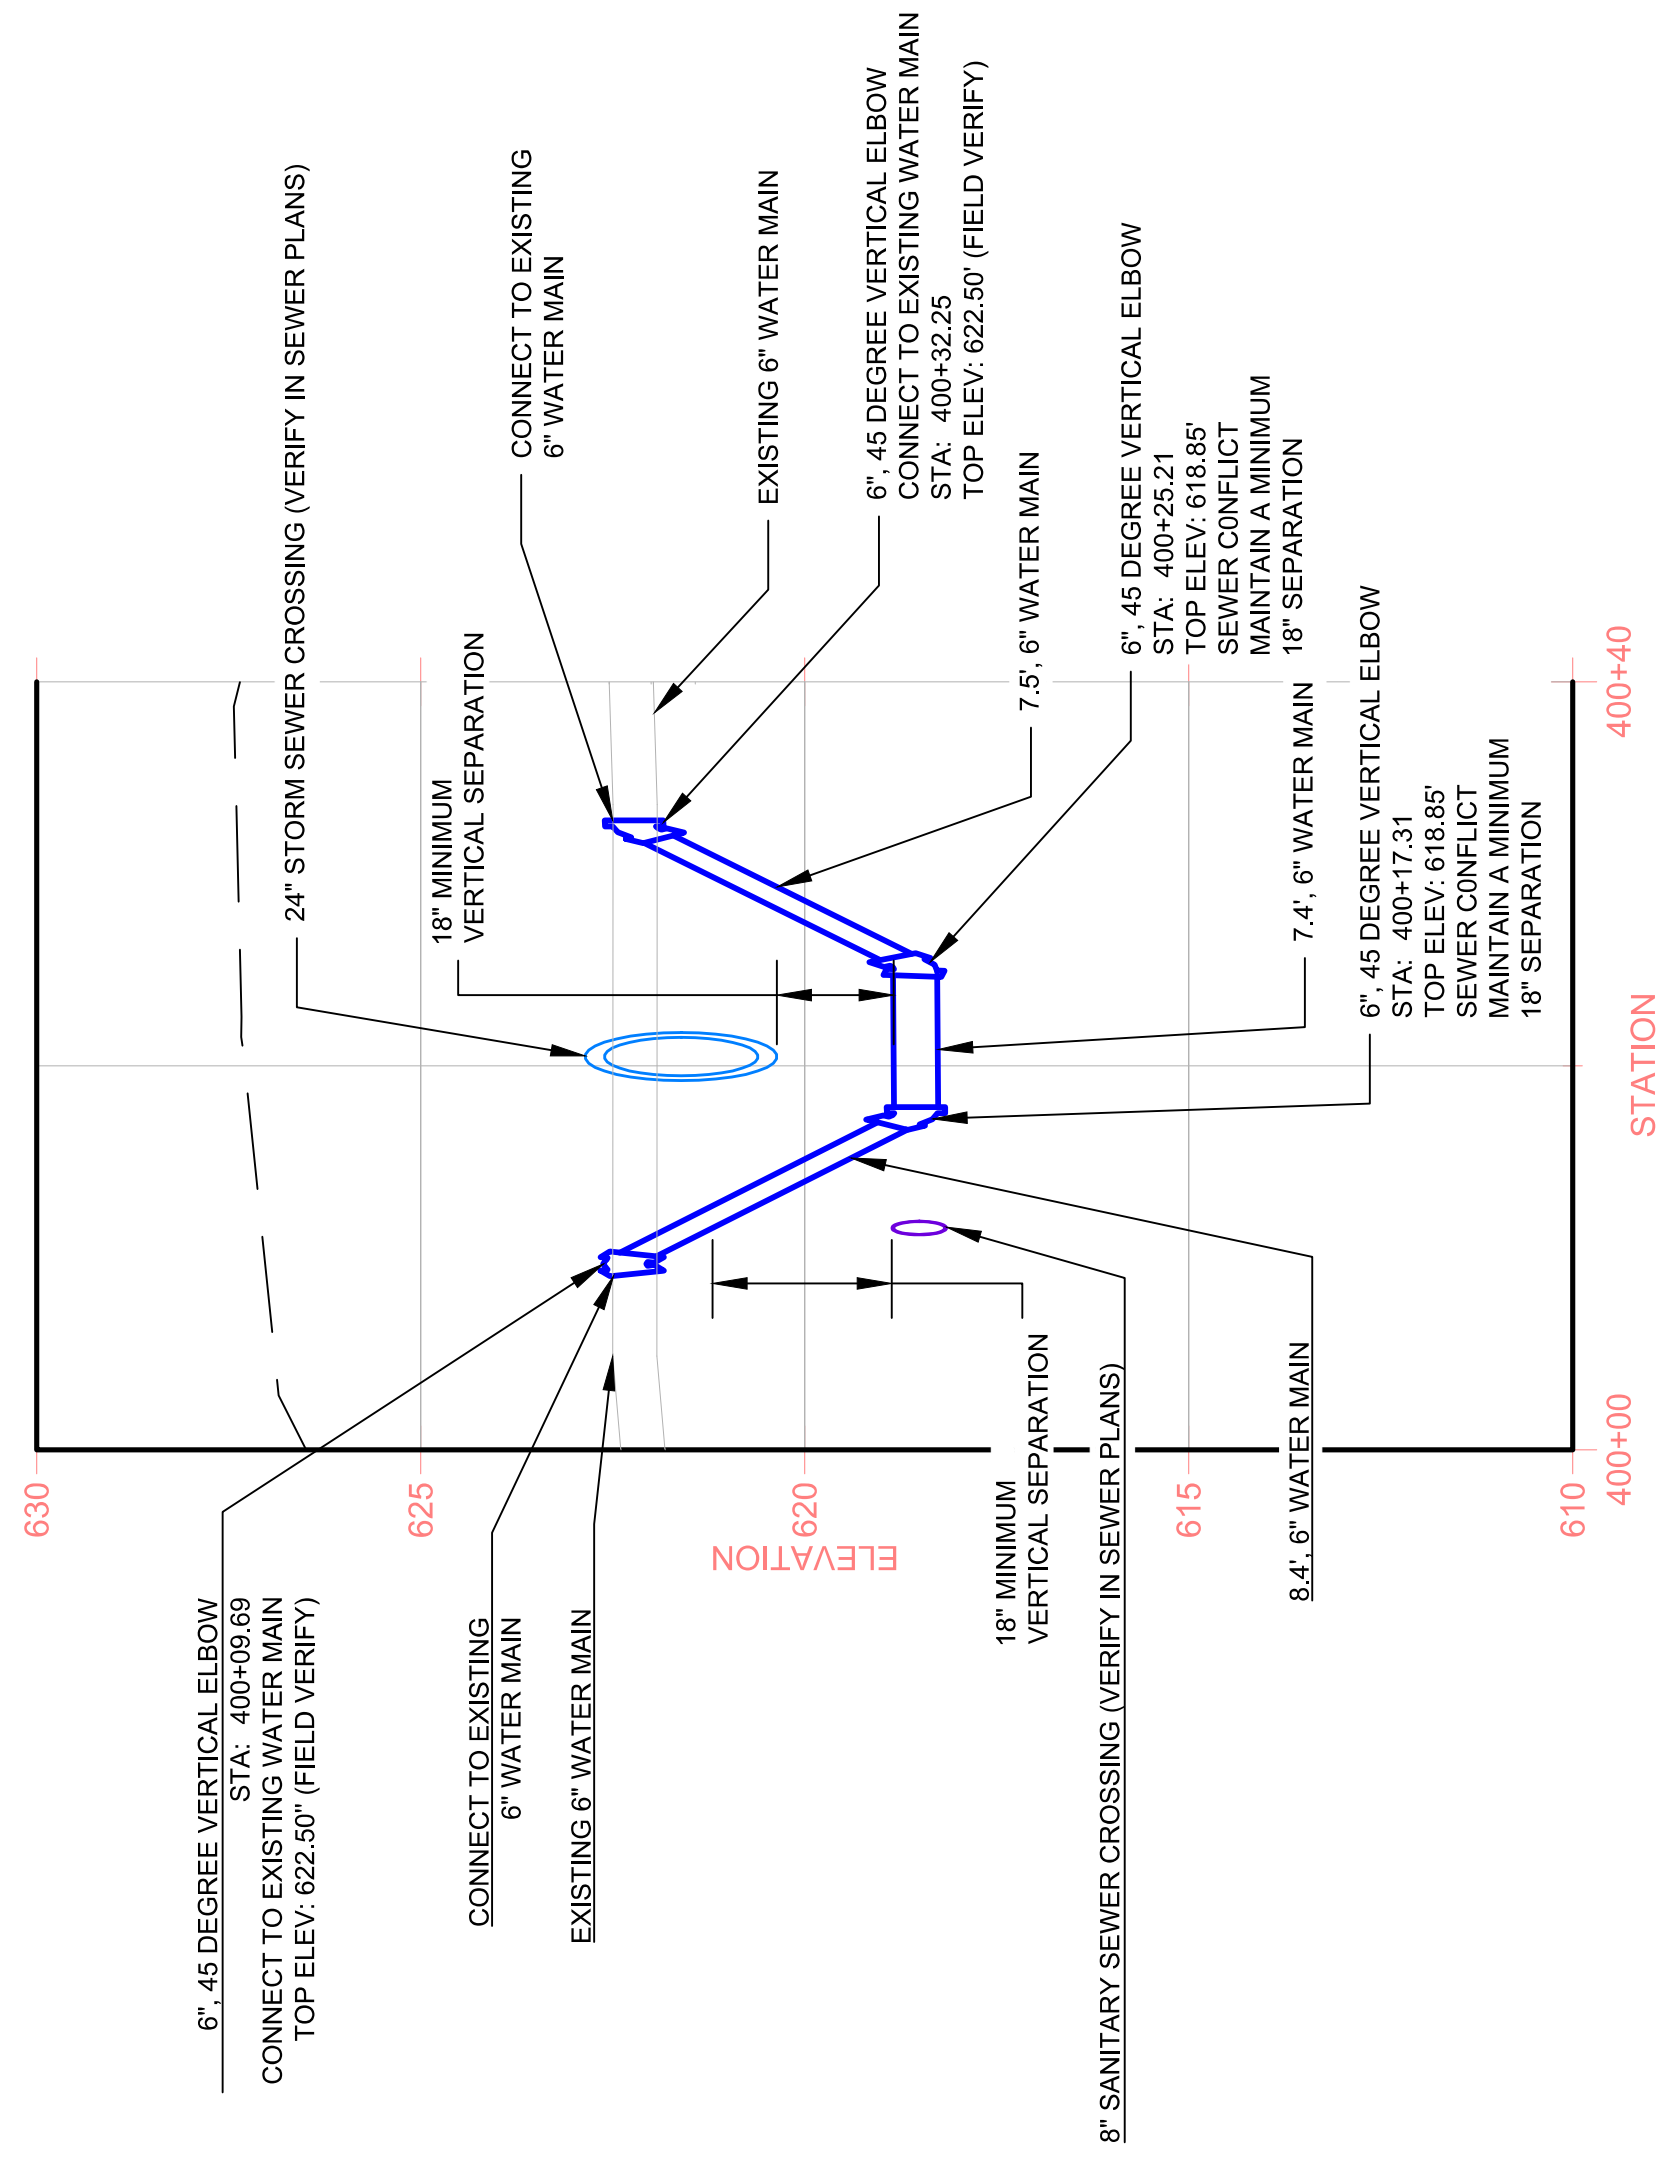 24" STORM SEWER CROSSING (VERIFY IN SEWER PLANS)
18" MINIMUM
VERTICAL SEPARATION
CONNECT TO EXISTING
6" WATER MAIN
EXISTING 6" WATER MAIN
6", 45 DEGREE VERTICAL ELBOW
CONNECT TO EXISTING WATER MAIN
STA: 400+32.25
TOP ELEV: 622.50' (FIELD VERIFY)
7.5', 6" WATER MAIN
6", 45 DEGREE VERTICAL ELBOW
STA: 400+25.21
TOP ELEV: 618.85'
SEWER C0NFLICT
MAINTAIN A MINIMUM
18" SEPARATION
7.4', 6" WATER MAIN
6", 45 DEGREE VERTICAL ELBOW
STA: 400+17.31
TOP ELEV: 618.85'
SEWER C0NFLICT
MAINTAIN A MINIMUM
18" SEPARATION
6", 45 DEGREE VERTICAL ELBOW
STA: 400+09.69
CONNECT TO EXISTING WATER MAIN
TOP ELEV: 622.50" (FIELD VERIFY)
CONNECT TO EXISTING
6" WATER MAIN
EXISTING 6" WATER MAIN
18" MINIMUM
VERTICAL SEPARATION
8" SANITARY SEWER CROSSING (VERIFY IN SEWER PLANS)
8.4', 6" WATER MAIN
630
625
620
615
610
ELEVATION
400+00
400+40
STATION